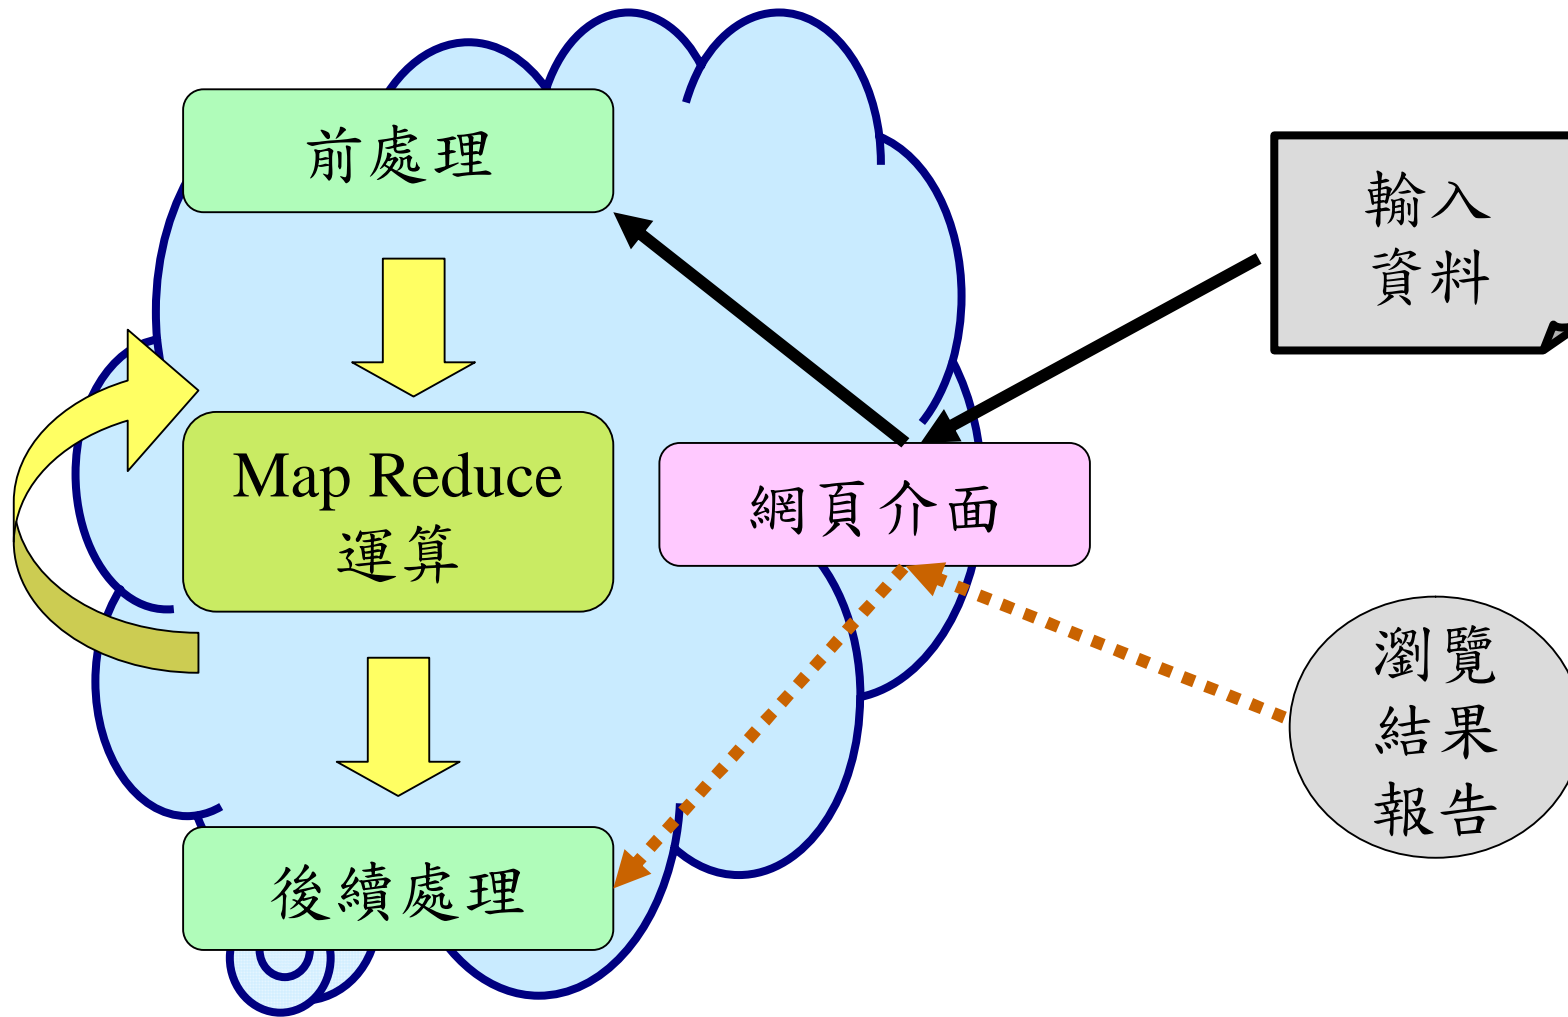 前處理
輸入
資料
Map Reduce
運算
網頁介面
瀏覽
結果
報告
後續處理